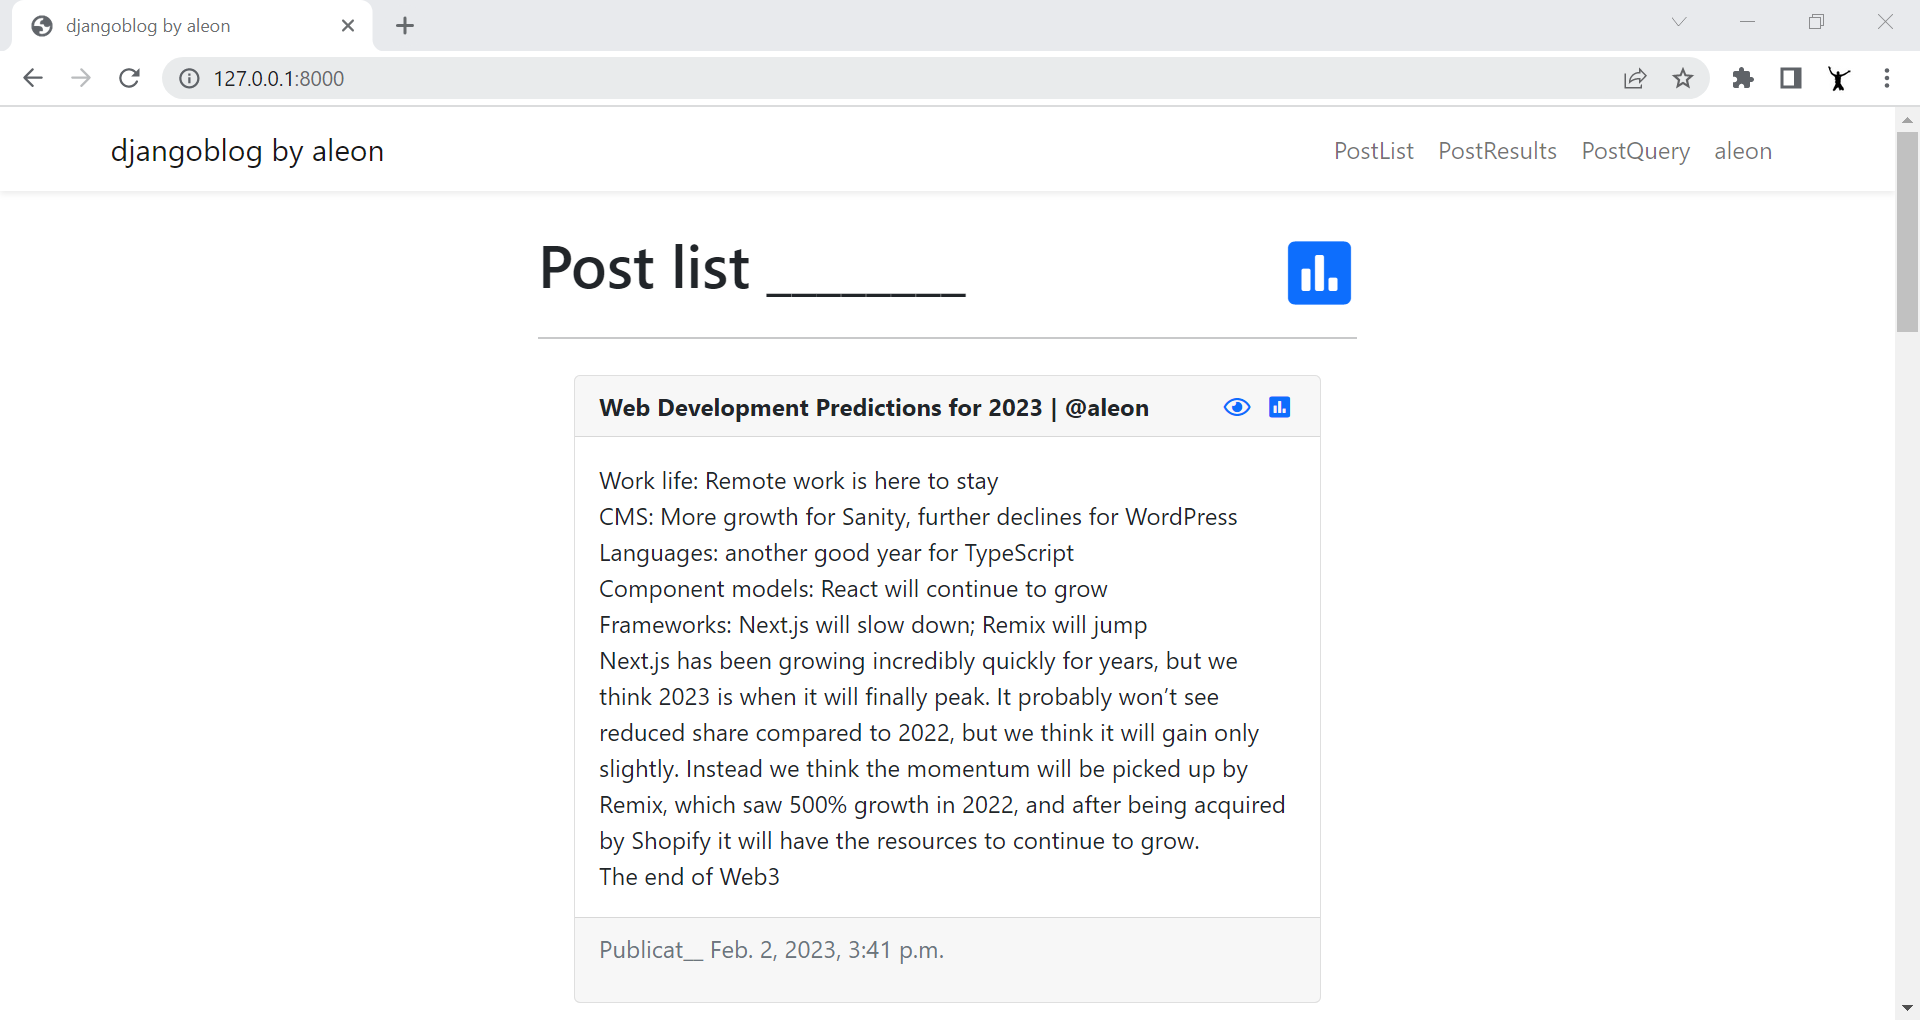 djangoblog by aleon
127.0.0.1:8000
djangoblog by aleon
PostList PostResults PostQuery aleon
Post list ________
Web Development Predictions for 2023 | @aleon
Work life: Remote work is here to stay
CMS: More growth for Sanity, further declines for WordPress
Languages: another good year for TypeScript
Component models: React will continue to grow
Frameworks: Next.js will slow down; Remix will jump
Next.js has been growing incredibly quickly for years, but we
think 2023 is when it will finally peak. It probably won’t see
reduced share compared to 2022, but we think it will gain only
slightly. Instead we think the momentum will be picked up by
Remix, which saw 500% growth in 2022, and after being acquired
by Shopify it will have the resources to continue to grow.
The end of Web3
Publicat__ Feb. 2, 2023, 3:41 p.m.